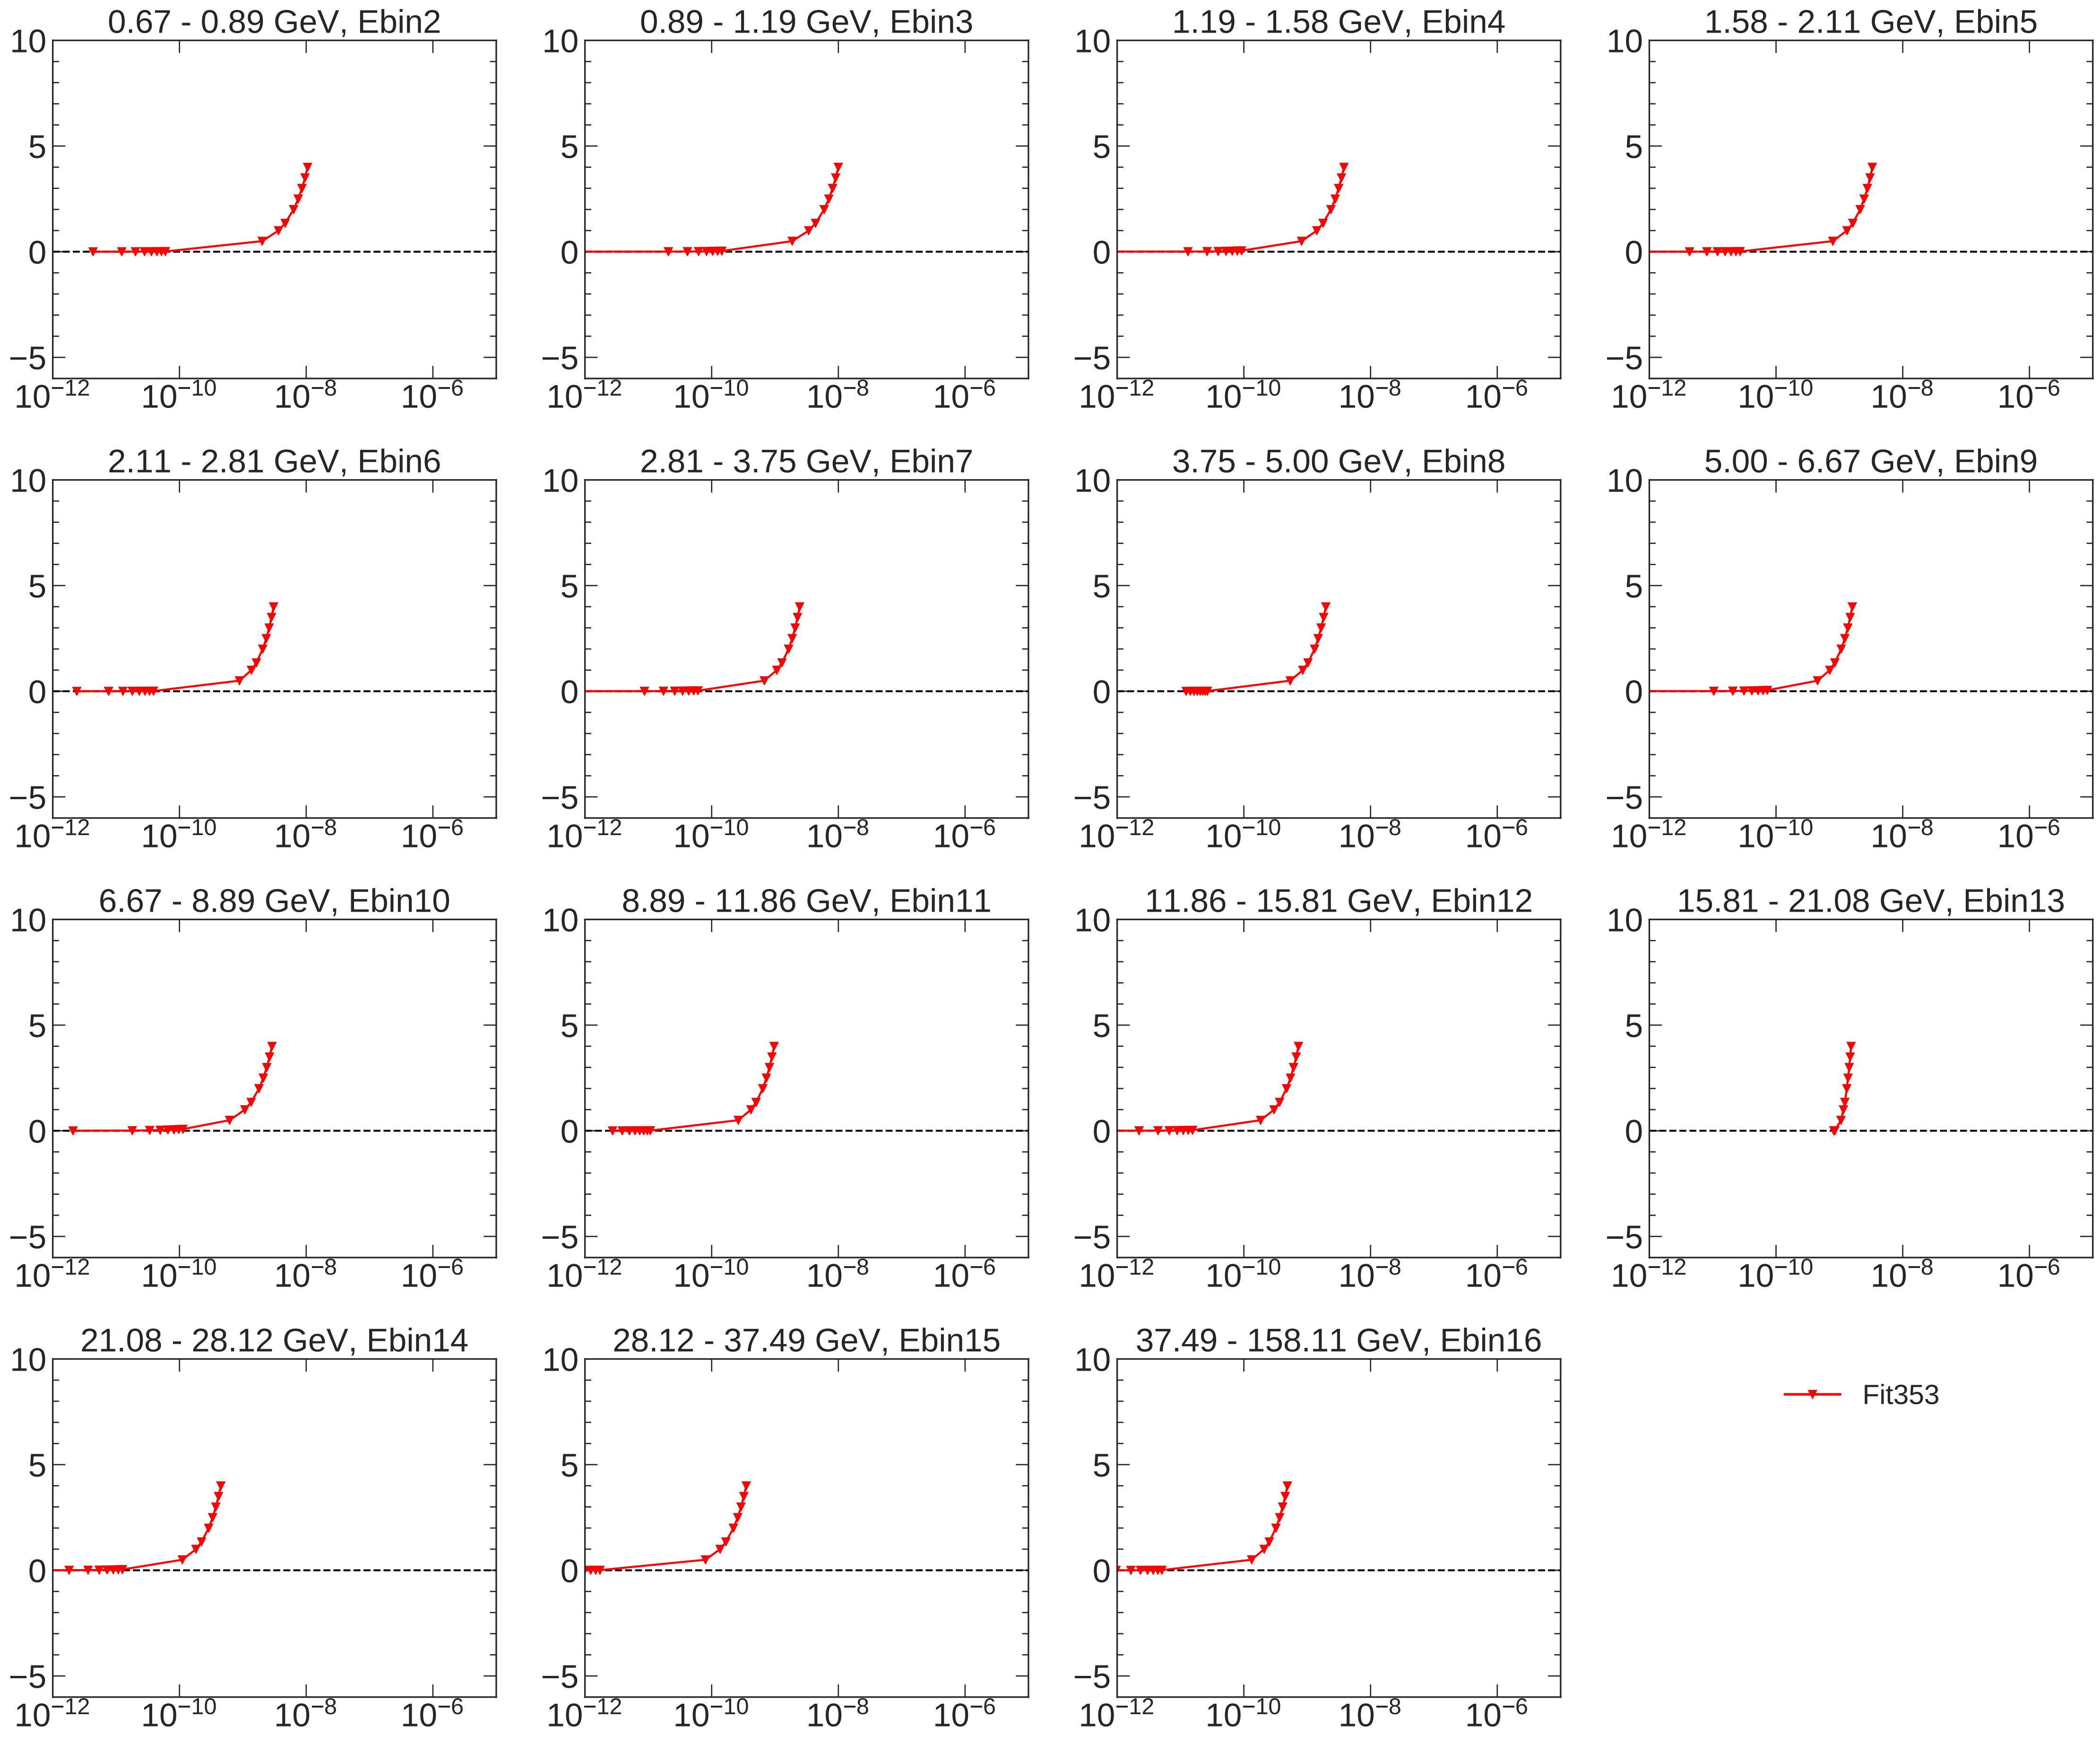 0.67 - 0.89 GeV, Ebin2
10
5
0
−5
10⁻¹² 10⁻¹⁰ 10⁻⁸ 10⁻⁶
0.89 - 1.19 GeV, Ebin3
10
5
0
−5
10⁻¹² 10⁻¹⁰ 10⁻⁸ 10⁻⁶
1.19 - 1.58 GeV, Ebin4
10
5
0
−5
10⁻¹² 10⁻¹⁰ 10⁻⁸ 10⁻⁶
1.58 - 2.11 GeV, Ebin5
10
5
0
−5
10⁻¹² 10⁻¹⁰ 10⁻⁸ 10⁻⁶
2.11 - 2.81 GeV, Ebin6
10
5
0
−5
10⁻¹² 10⁻¹⁰ 10⁻⁸ 10⁻⁶
2.81 - 3.75 GeV, Ebin7
10
5
0
−5
10⁻¹² 10⁻¹⁰ 10⁻⁸ 10⁻⁶
3.75 - 5.00 GeV, Ebin8
10
5
0
−5
10⁻¹² 10⁻¹⁰ 10⁻⁸ 10⁻⁶
5.00 - 6.67 GeV, Ebin9
10
5
0
−5
10⁻¹² 10⁻¹⁰ 10⁻⁸ 10⁻⁶
6.67 - 8.89 GeV, Ebin10
10
5
0
−5
10⁻¹² 10⁻¹⁰ 10⁻⁸ 10⁻⁶
8.89 - 11.86 GeV, Ebin11
10
5
0
−5
10⁻¹² 10⁻¹⁰ 10⁻⁸ 10⁻⁶
11.86 - 15.81 GeV, Ebin12
10
5
0
−5
10⁻¹² 10⁻¹⁰ 10⁻⁸ 10⁻⁶
15.81 - 21.08 GeV, Ebin13
10
5
0
−5
10⁻¹² 10⁻¹⁰ 10⁻⁸ 10⁻⁶
21.08 - 28.12 GeV, Ebin14
10
5
0
−5
10⁻¹² 10⁻¹⁰ 10⁻⁸ 10⁻⁶
28.12 - 37.49 GeV, Ebin15
10
5
0
−5
10⁻¹² 10⁻¹⁰ 10⁻⁸ 10⁻⁶
37.49 - 158.11 GeV, Ebin16
10
5
0
−5
10⁻¹² 10⁻¹⁰ 10⁻⁸ 10⁻⁶
Fit353